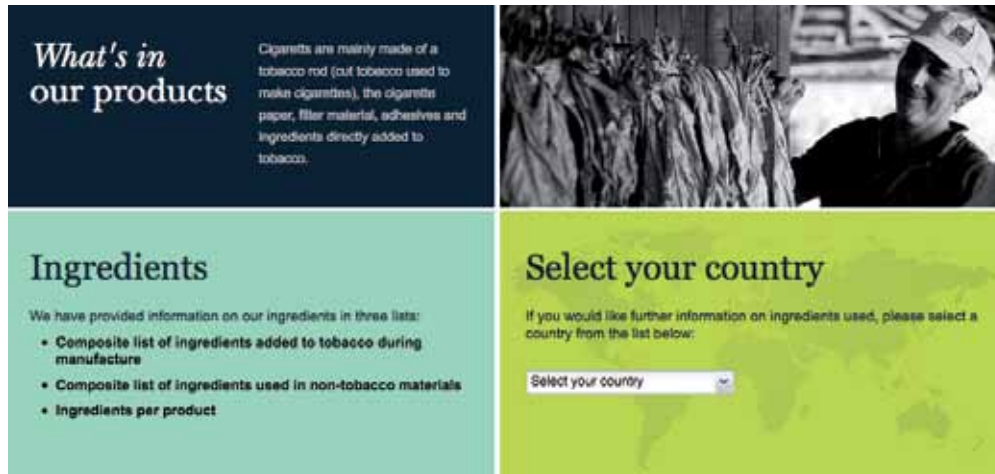 What's in
our products
Cigaretts are mainly made of a
tobacco rod (cut tobacco used to
make cigarettes), the cigarette
paper, filter material, adhesives and
ingredients directly added to
tobacco.
Ingredients
We have provided information on our ingredients in three lists:
• Composite list of ingredients added to tobacco during
manufacture
• Composite list of ingredients used in non-tobacco materials
• Ingredients per product
Select your country
If you would like further information on ingredients used, please select a
country from the list below:
Select your country